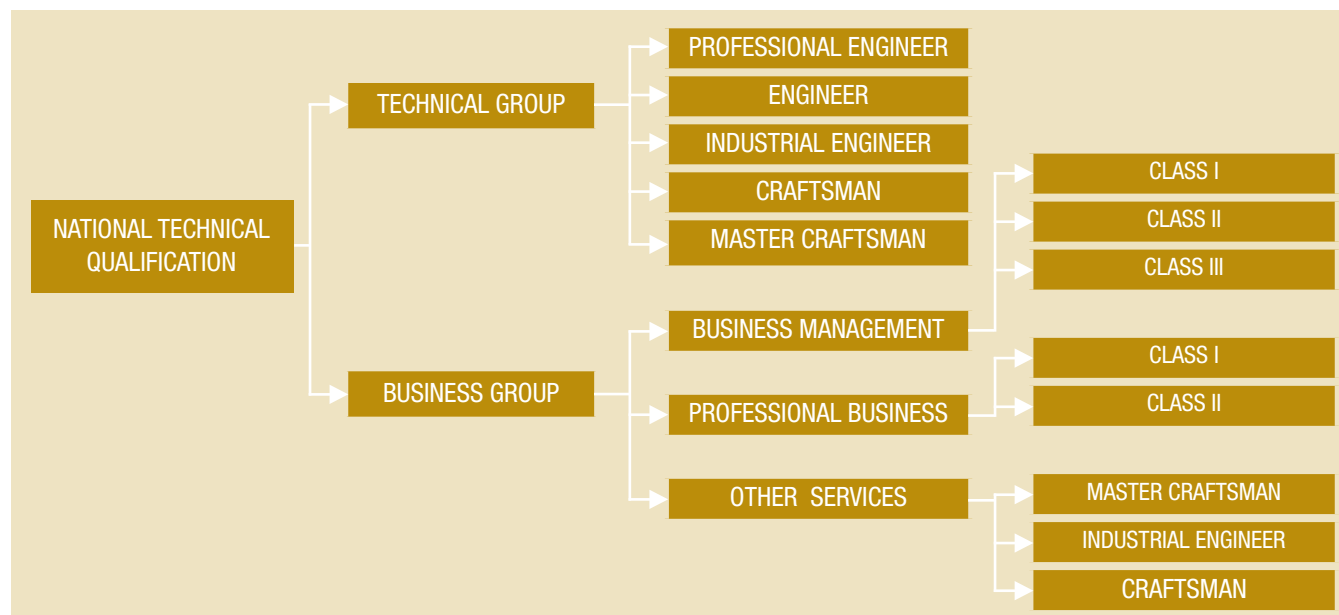 NATIONAL TECHNICAL
QUALIFICATION
TECHNICAL GROUP
PROFESSIONAL ENGINEER
ENGINEER
INDUSTRIAL ENGINEER
CRAFTSMAN
MASTER CRAFTSMAN
BUSINESS GROUP
BUSINESS MANAGEMENT
CLASS I
CLASS II
CLASS III
PROFESSIONAL BUSINESS
CLASS I
CLASS II
OTHER SERVICES
MASTER CRAFTSMAN
INDUSTRIAL ENGINEER
CRAFTSMAN